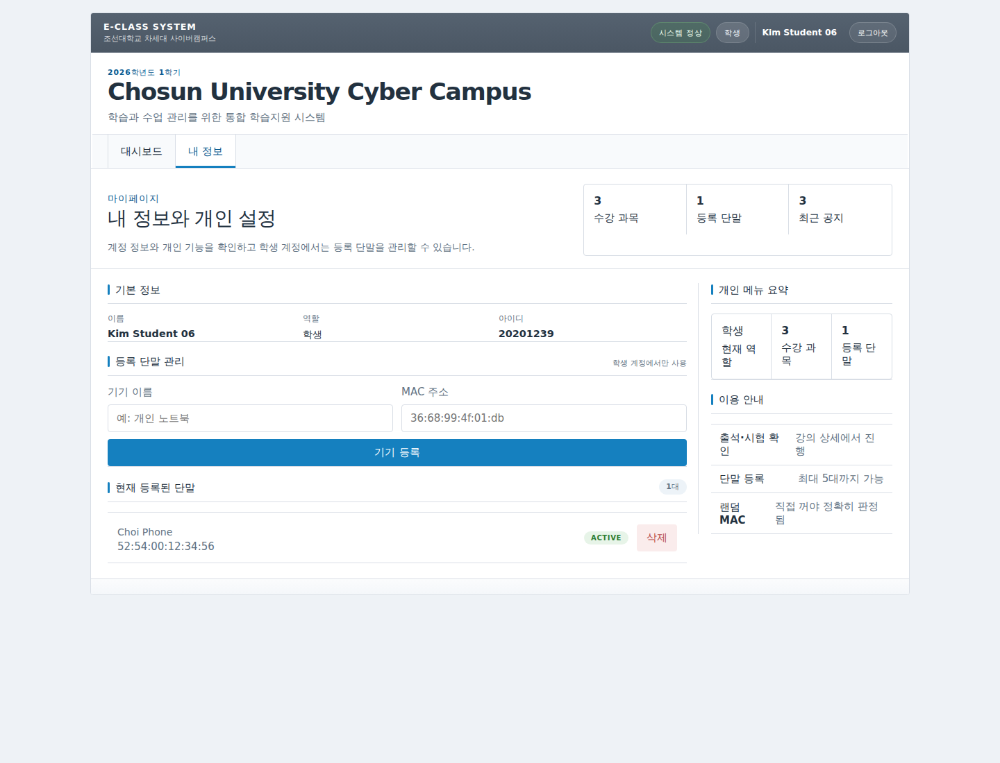 E-CLASS SYSTEM
조선대학교 차세대 사이버캠퍼스
시스템 정상
학생
Kim Student 06
로그아웃
2026학년도 1학기
Chosun University Cyber Campus
학습과 수업 관리를 위한 통합 학습지원 시스템
대시보드
내 정보
마이페이지
내 정보와 개인 설정
계정 정보와 개인 기능을 확인하고 학생 계정에서는 등록 단말을 관리할 수 있습니다.
3
수강 과목
1
등록 단말
3
최근 공지
기본 정보
이름
Kim Student 06
역할
학생
아이디
20201239
등록 단말 관리
학생 계정에서만 사용
기기 이름
예: 개인 노트북
MAC 주소
36:68:99:4f:01:db
기기 등록
현재 등록된 단말
1대
Choi Phone
52:54:00:12:34:56
ACTIVE
삭제
개인 메뉴 요약
학생
현재 역
할
3
수강 과
목
1
등록 단
말
이용 안내
출석·시험 확
인
강의 상세에서 진
행
단말 등록
최대 5대까지 가능
랜덤
MAC
직접 꺼야 정확히 판정
됨